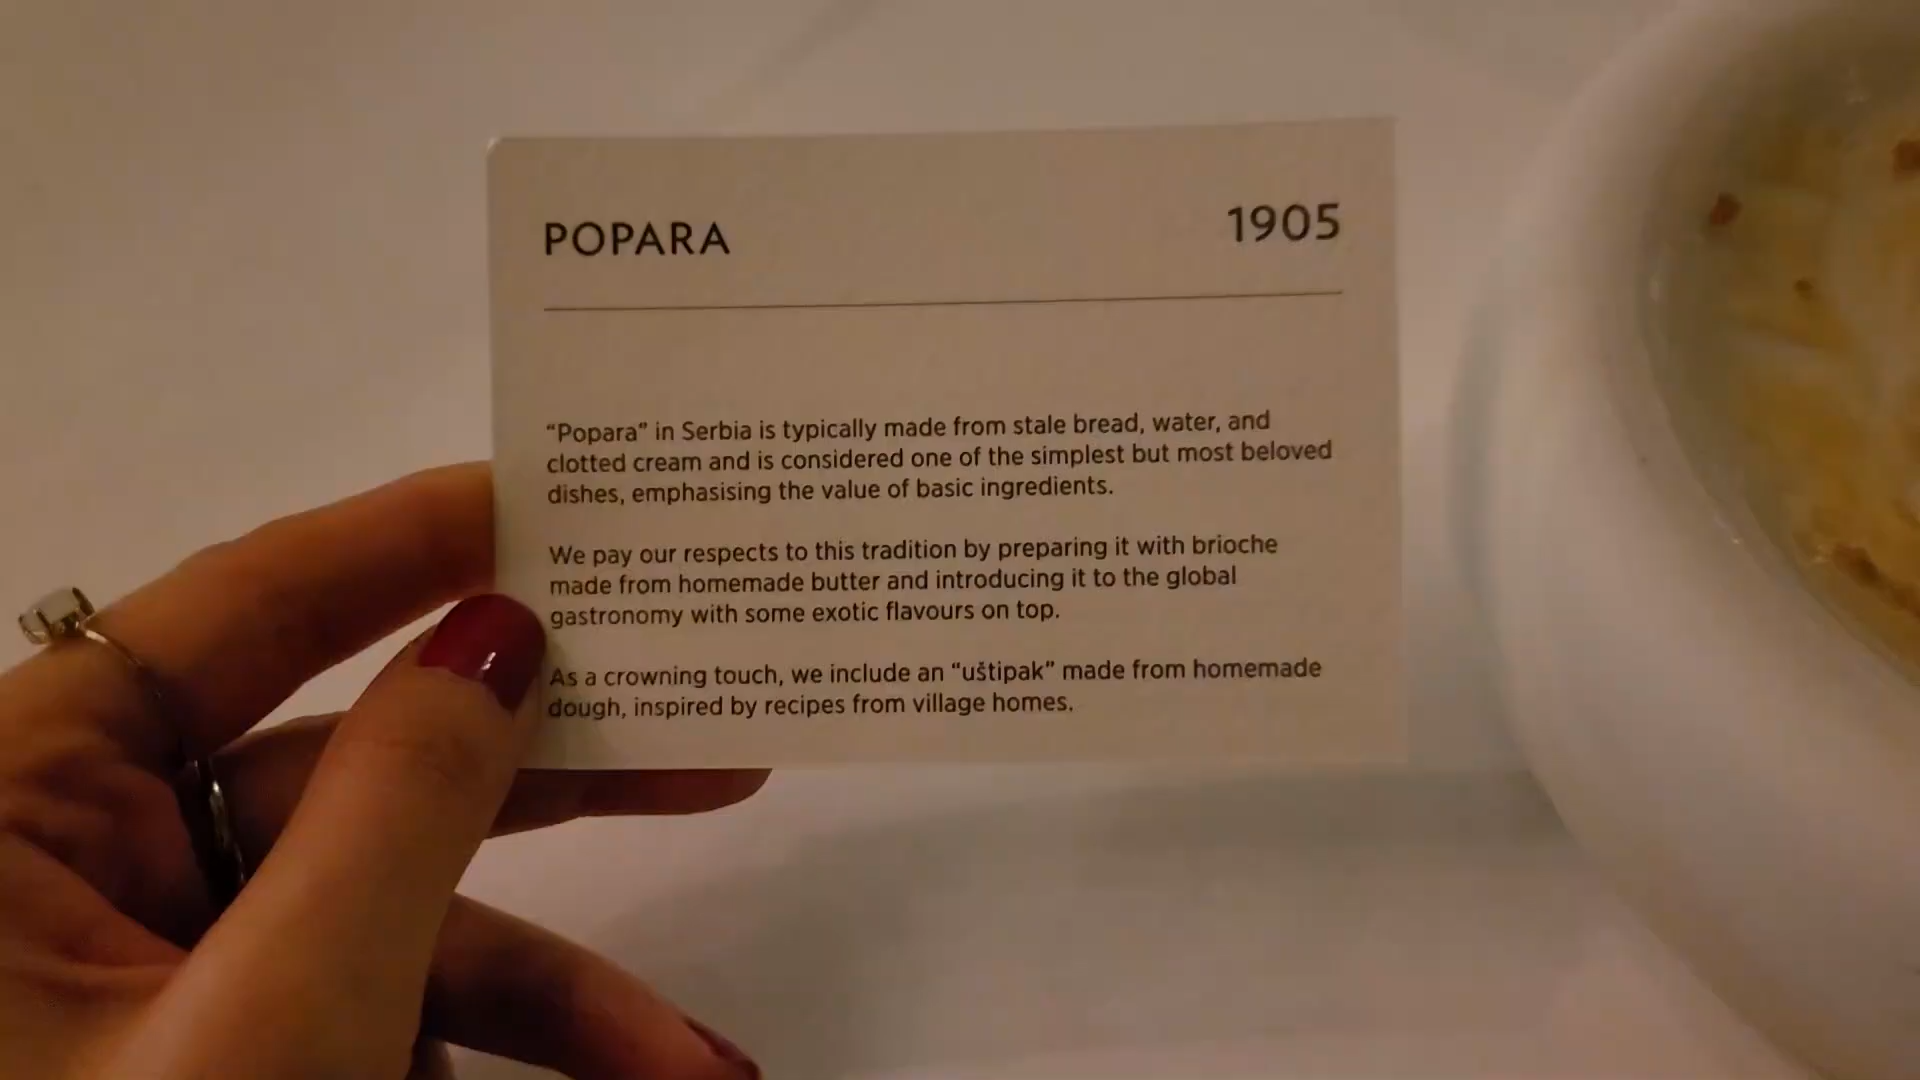 POPARA 1905
“Popara” in Serbia is typically made from stale bread, water, and
clotted cream and is considered one of the simplest but most beloved
dishes, emphasising the value of basic ingredients.
We pay our respects to this tradition by preparing it with brioche
made from homemade butter and introducing it to the global
gastronomy with some exotic flavours on top.
As a crowning touch, we include an “uštipak” made from homemade
dough, inspired by recipes from village homes.